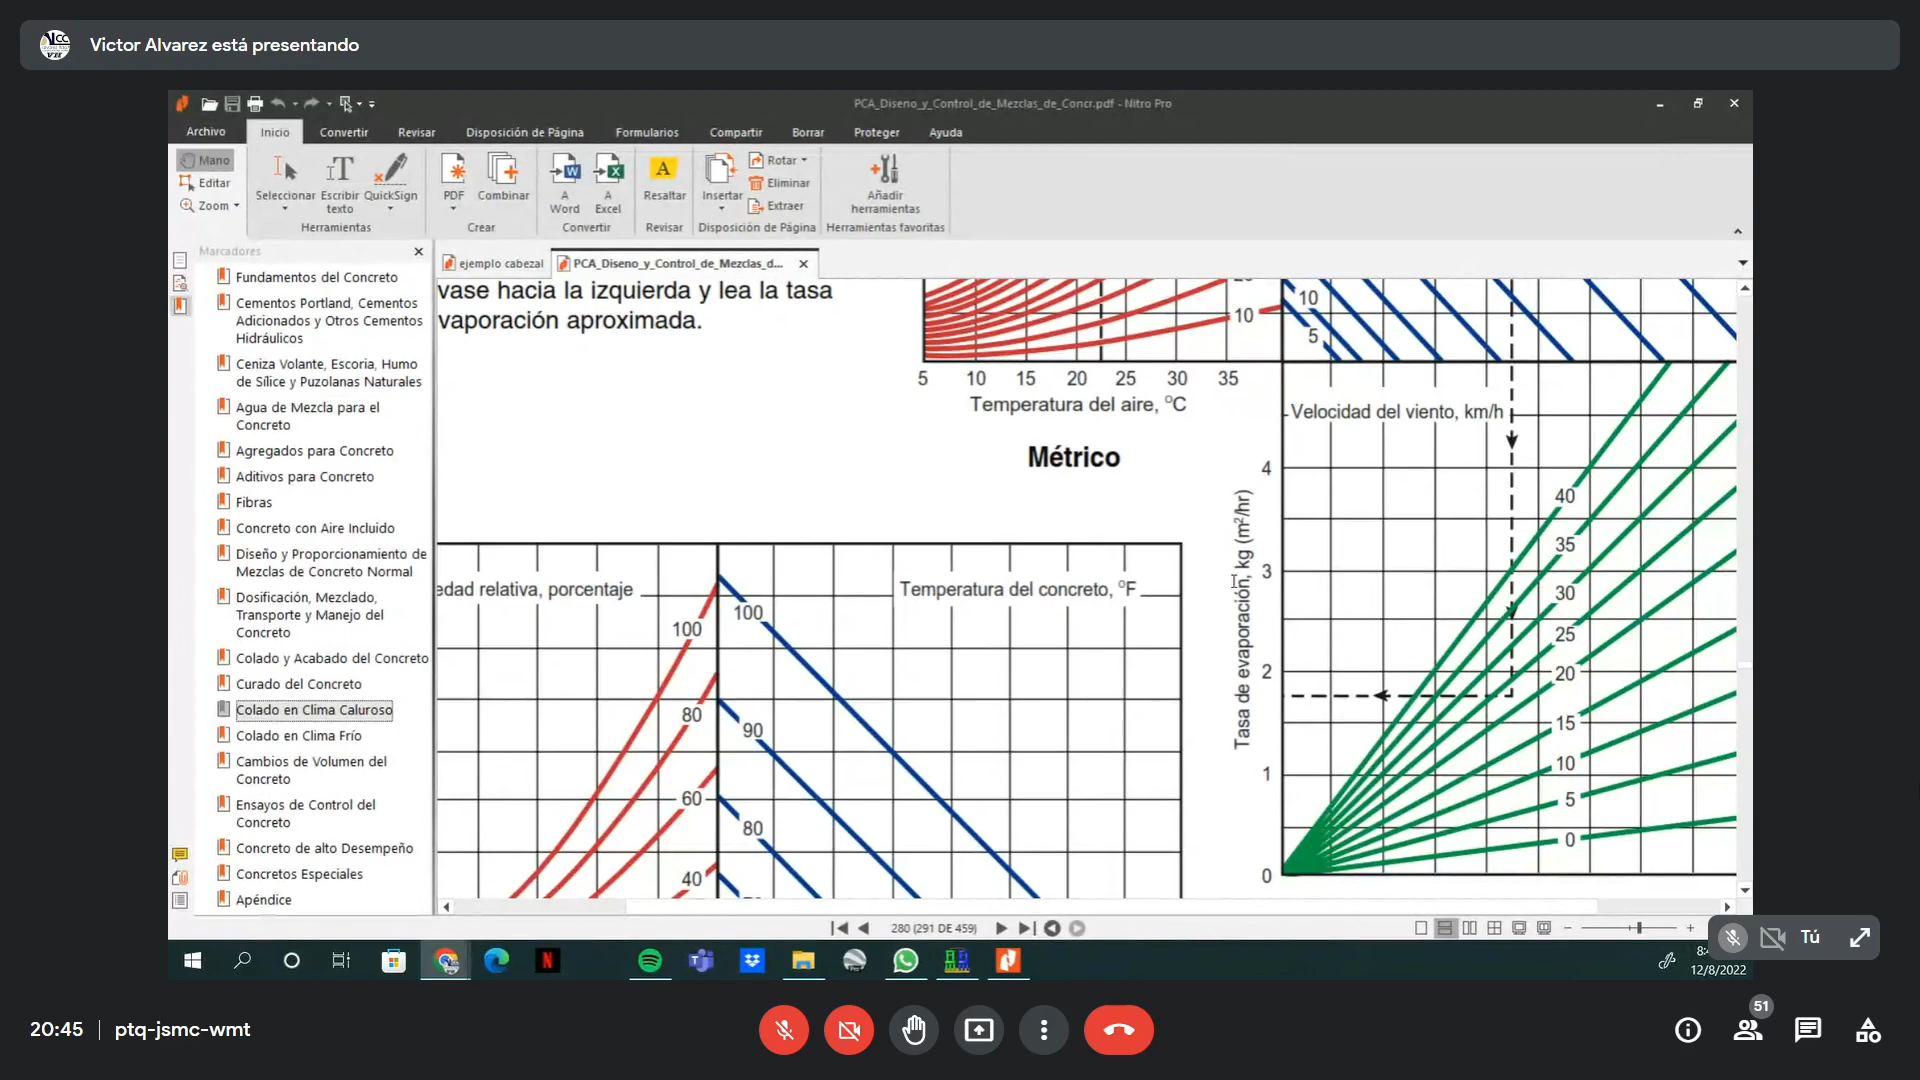 Victor Alvarez está presentando
PCA_Diseno_y_Control_de_Mezclas_de_Concr.pdf - Nitro Pro
Archivo Inicio Convertir Revisar Disposición de Página Formularios Compartir Borrar Proteger Ayuda
Mano
Editar
Zoom
Seleccionar
Escribir texto
QuickSign
Herramientas
PDF
Combinar
Crear
A Word
A Excel
Convertir
Resaltar
Revisar
Insertar
Rotar
Eliminar
Extraer
Disposición de Página
Añadir herramientas
Herramientas favoritas
Marcadores
Fundamentos del Concreto
Cementos Portland, Cementos
Adicionados y Otros Cementos
Hidráulicos
Ceniza Volante, Escoria, Humo
de Sílice y Puzolanas Naturales
Agua de Mezcla para el
Concreto
Agregados para Concreto
Aditivos para Concreto
Fibras
Concreto con Aire Incluido
Diseño y Proporcionamiento de
Mezclas de Concreto Normal
Dosificación, Mezclado,
Transporte y Manejo del
Concreto
Colado y Acabado del Concreto
Curado del Concreto
Colado en Clima Caluroso
Colado en Clima Frío
Cambios de Volumen del
Concreto
Ensayos de Control del
Concreto
Concreto de alto Desempeño
Concretos Especiales
Apéndice
ejemplo cabezal
PCA_Diseno_y_Control_de_Mezclas_d...
vase hacia la izquierda y lea la tasa
vaporación aproximada.
10
10
5
5 10 15 20 25 30 35
Temperatura del aire, °C
Métrico
Velocidad del viento, km/h
Tasa de evaporación, kg (m²/hr)
4
3
2
1
0
40
35
30
25
20
15
10
5
0
edad relativa, porcentaje
Temperatura del concreto, °F
100
80
60
40
100
90
80
280 (291 DE 459)
Tú
12/8/2022
20:45 | ptq-jsmc-wmt
51